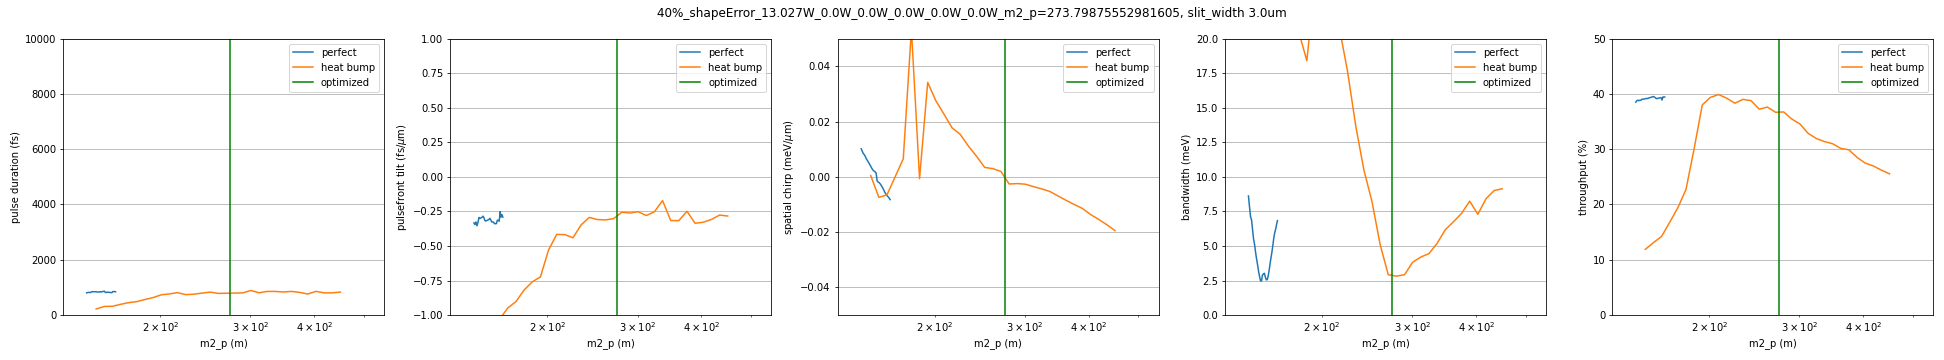 40%_shapeError_13.027W_0.0W_0.0W_0.0W_0.0W_0.0W_m2_p=273.79875552981605, slit_width 3.0um
pulse duration (fs)
10000
8000
6000
4000
2000
0
perfect
heat bump
optimized
2 × 10²
3 × 10²
4 × 10²
m2_p (m)
pulsefront tilt (fs/μm)
1.00
0.75
0.50
0.25
0.00
−0.25
−0.50
−0.75
−1.00
perfect
heat bump
optimized
2 × 10²
3 × 10²
4 × 10²
m2_p (m)
spatial chirp (meV/μm)
0.04
0.02
0.00
−0.02
−0.04
perfect
heat bump
optimized
2 × 10²
3 × 10²
4 × 10²
m2_p (m)
bandwidth (meV)
20.0
17.5
15.0
12.5
10.0
7.5
5.0
2.5
0.0
perfect
heat bump
optimized
2 × 10²
3 × 10²
4 × 10²
m2_p (m)
throughput (%)
50
40
30
20
10
0
perfect
heat bump
optimized
2 × 10²
3 × 10²
4 × 10²
m2_p (m)